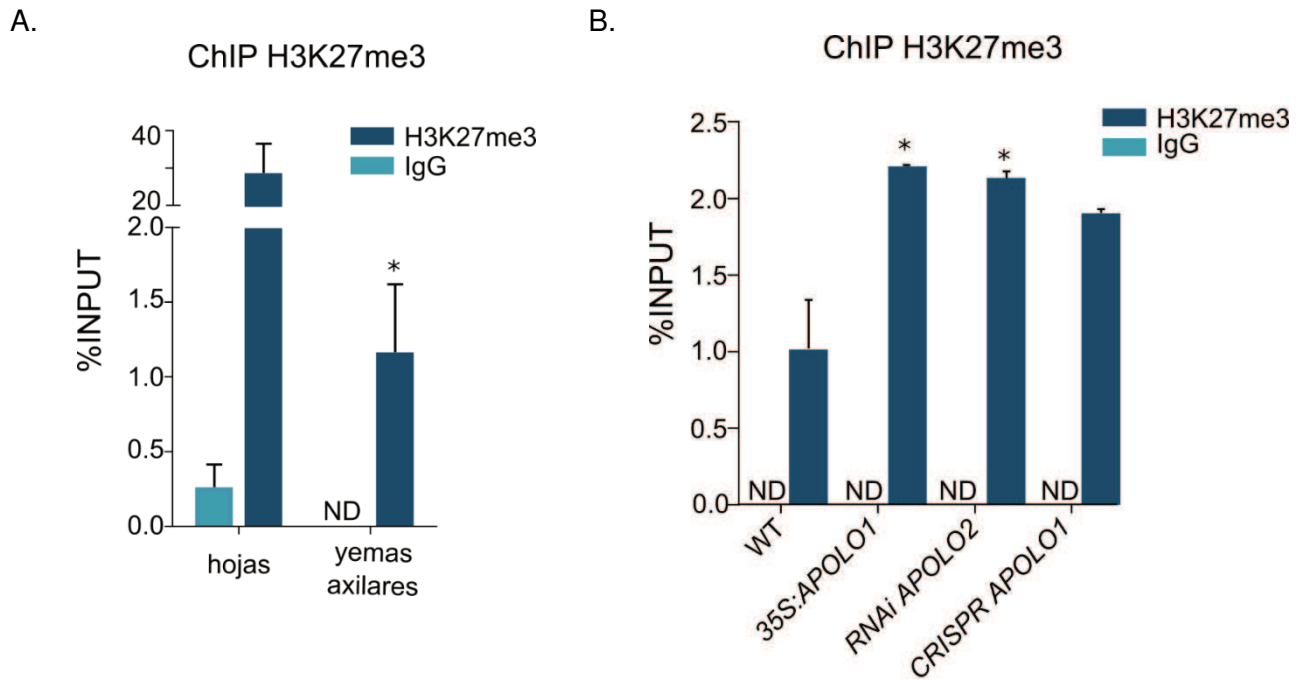 A.
ChIP H3K27me3
H3K27me3
IgG
40
20
2.0
1.5
1.0
0.5
0.0
%INPUT
*
ND
hojas
yemas
axilares
B.
ChIP H3K27me3
H3K27me3
IgG
2.5
2.0
1.5
1.0
0.5
0.0
%INPUT
*
*
ND
ND
ND
ND
WT
35S:APOLO1
RNAi APOLO2
CRISPR APOLO1